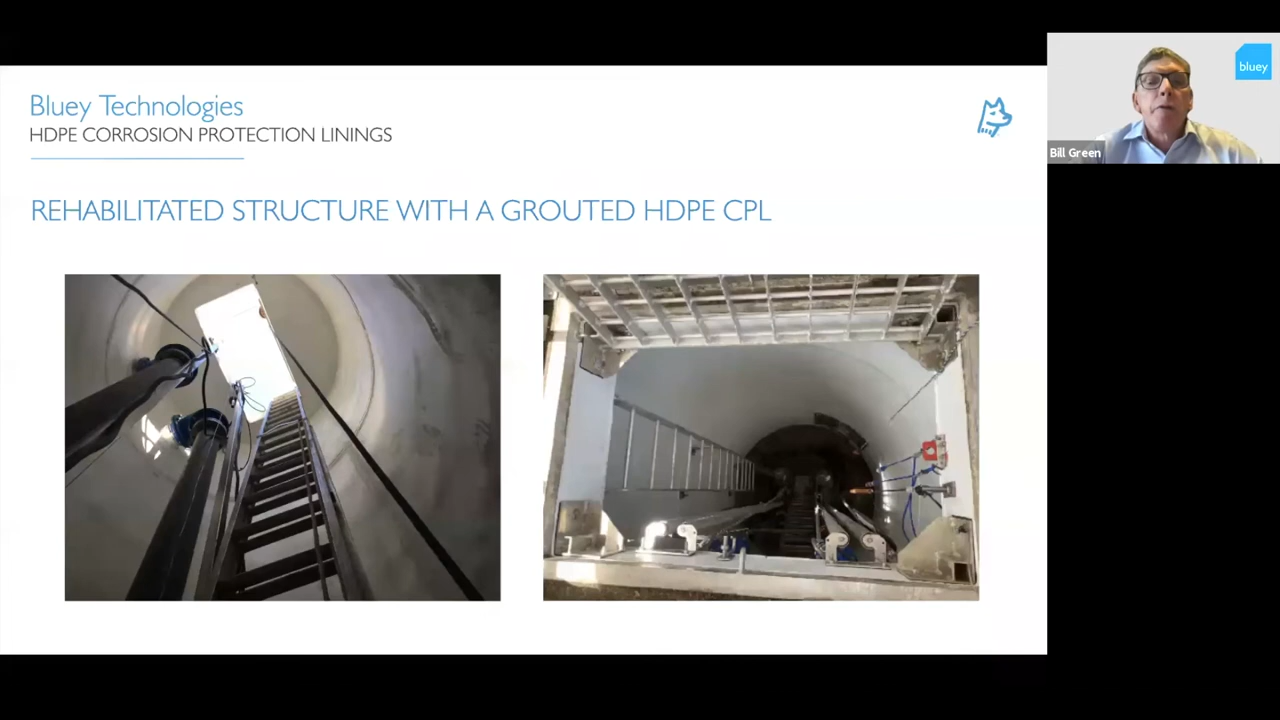 Bluey Technologies
HDPE CORROSION PROTECTION LININGS
REHABILITATED STRUCTURE WITH A GROUTED HDPE CPL
bluey
Bill Green